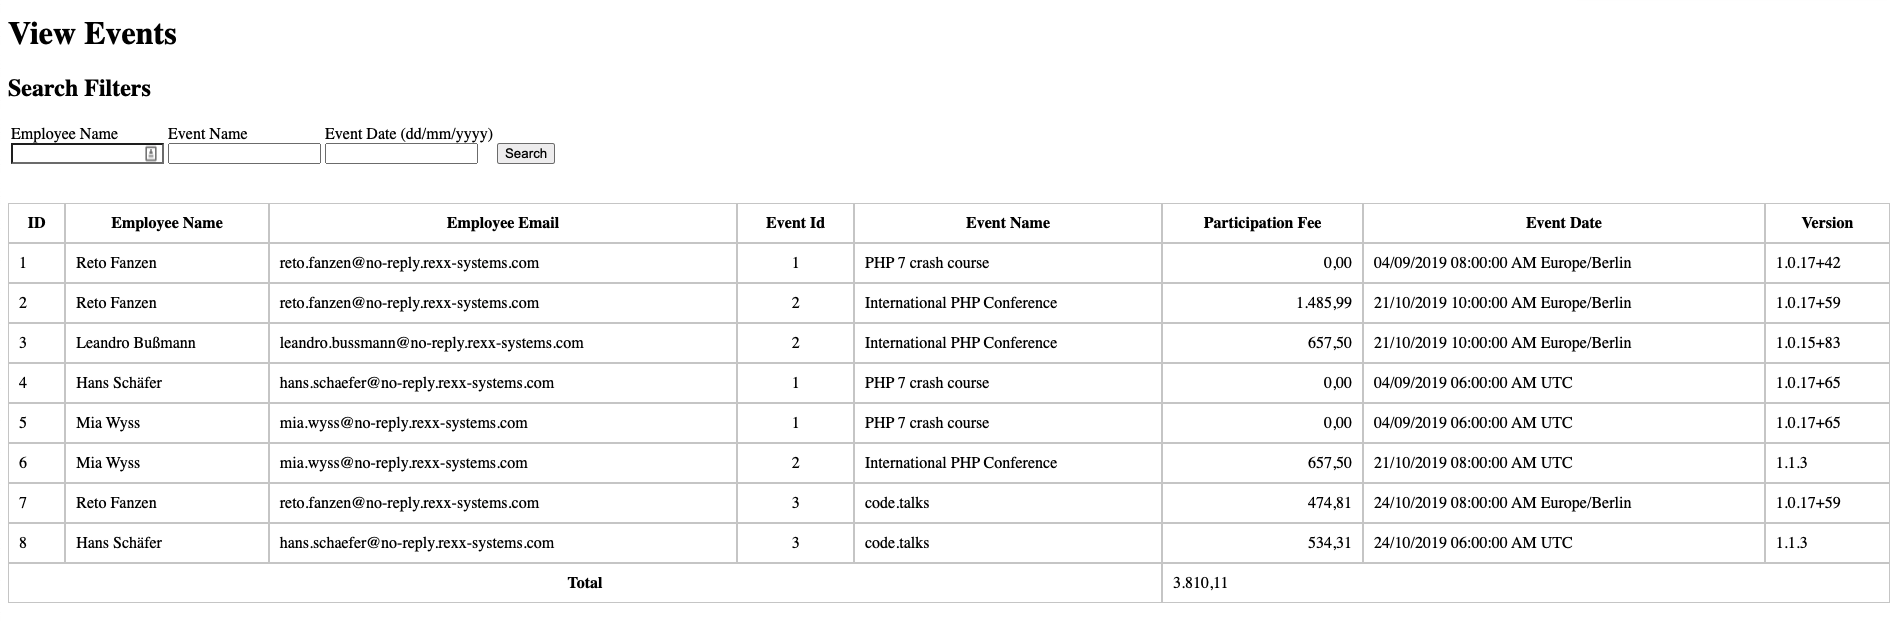 View Events
Search Filters
Employee Name Event Name Event Date (dd/mm/yyyy)
Search
ID Employee Name Employee Email Event Id Event Name Participation Fee Event Date Version
1 Reto Fanzen reto.fanzen@no-reply.rexx-systems.com 1 PHP 7 crash course 0,00 04/09/2019 08:00:00 AM Europe/Berlin 1.0.17+42
2 Reto Fanzen reto.fanzen@no-reply.rexx-systems.com 2 International PHP Conference 1.485,99 21/10/2019 10:00:00 AM Europe/Berlin 1.0.17+59
3 Leandro Bußmann leandro.bussmann@no-reply.rexx-systems.com 2 International PHP Conference 657,50 21/10/2019 10:00:00 AM Europe/Berlin 1.0.15+83
4 Hans Schäfer hans.schaefer@no-reply.rexx-systems.com 1 PHP 7 crash course 0,00 04/09/2019 06:00:00 AM UTC 1.0.17+65
5 Mia Wyss mia.wyss@no-reply.rexx-systems.com 1 PHP 7 crash course 0,00 04/09/2019 06:00:00 AM UTC 1.0.17+65
6 Mia Wyss mia.wyss@no-reply.rexx-systems.com 2 International PHP Conference 657,50 21/10/2019 08:00:00 AM UTC 1.1.3
7 Reto Fanzen reto.fanzen@no-reply.rexx-systems.com 3 code.talks 474,81 24/10/2019 08:00:00 AM Europe/Berlin 1.0.17+59
8 Hans Schäfer hans.schaefer@no-reply.rexx-systems.com 3 code.talks 534,31 24/10/2019 06:00:00 AM UTC 1.1.3
Total 3.810,11